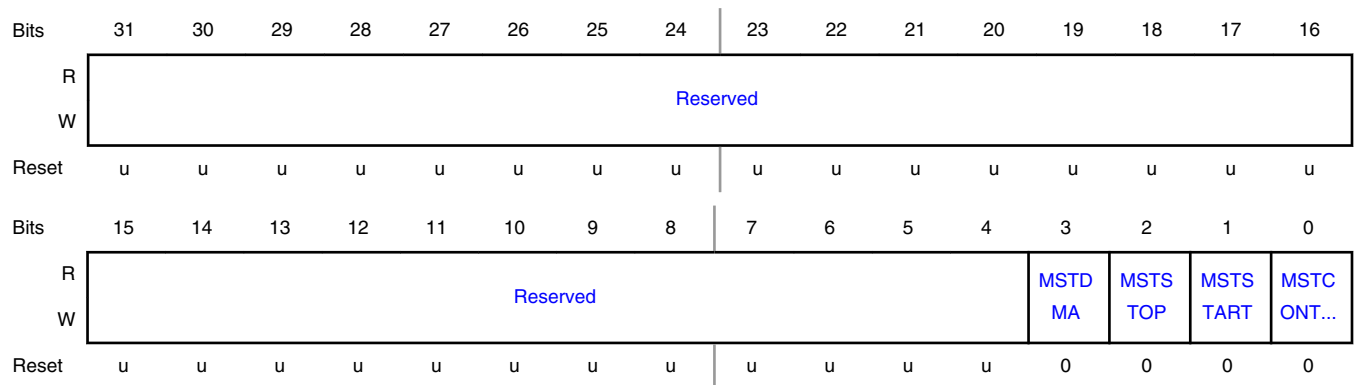 Bits 31 30 29 28 27 26 25 24 23 22 21 20 19 18 17 16
R
Reserved
W
Reset u u u u u u u u u u u u u u u u
Bits 15 14 13 12 11 10 9 8 7 6 5 4 3 2 1 0
R MSTD MSTS MSTS MSTC
Reserved
W MA TOP TART ONT...
Reset u u u u u u u u u u u u 0 0 0 0